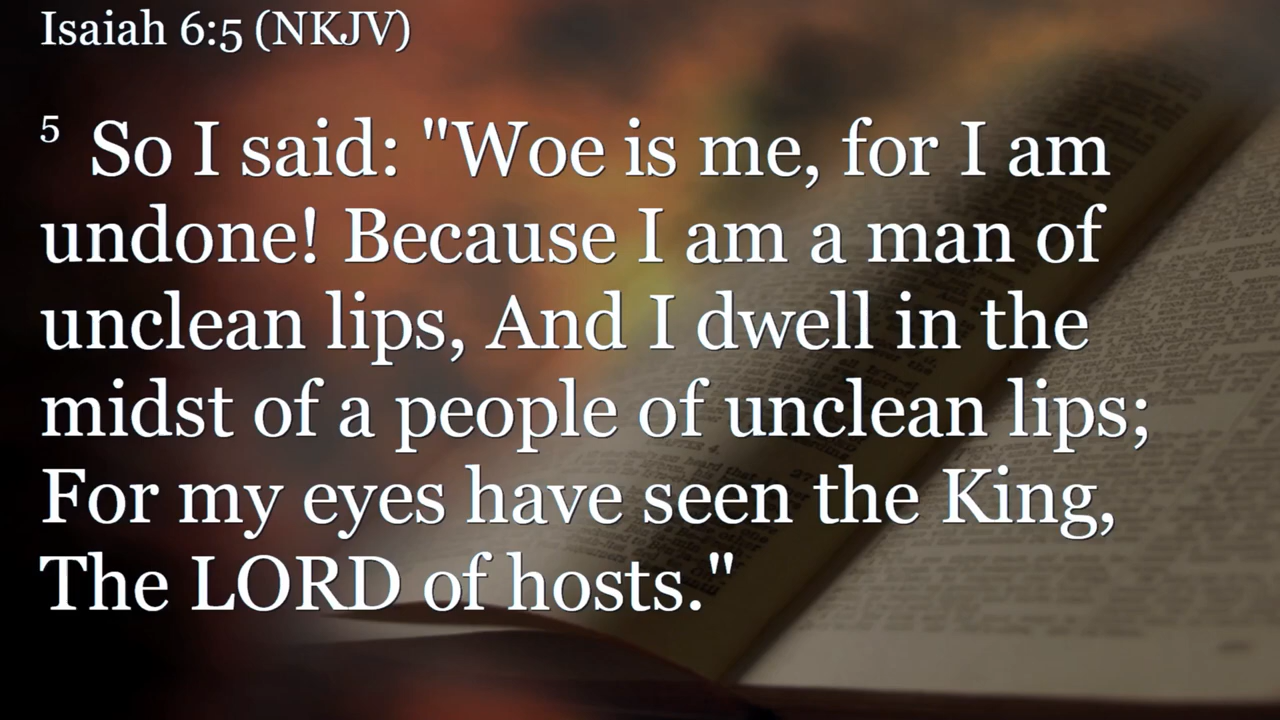 Isaiah 6:5 (NKJV)
5 So I said: "Woe is me, for I am
undone! Because I am a man of
unclean lips, And I dwell in the
midst of a people of unclean lips;
For my eyes have seen the King,
The LORD of hosts."